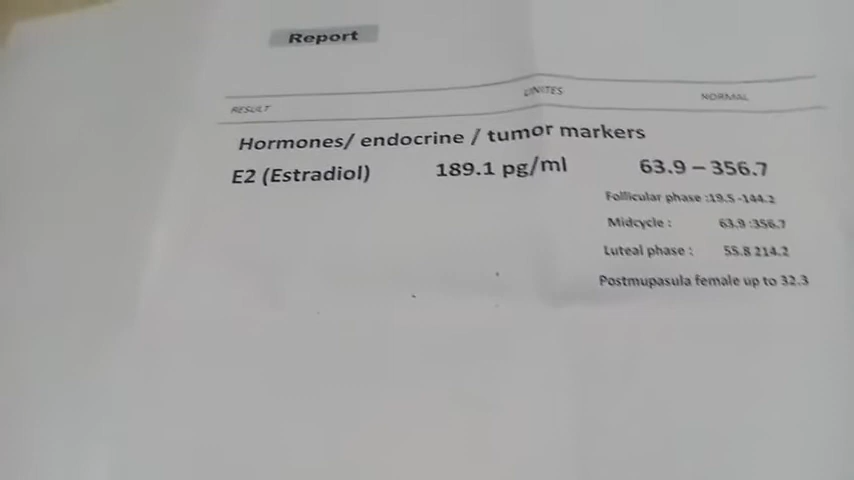 Report
RESULT UNITES NORMAL
Hormones/ endocrine / tumor markers
E2 (Estradiol) 189.1 pg/ml 63.9 – 356.7
Follicular phase :19.5 -144.2
Midcycle : 63.9 :356.7
Luteal phase : 55.8 214.2
Postmupasula female up to 32.3